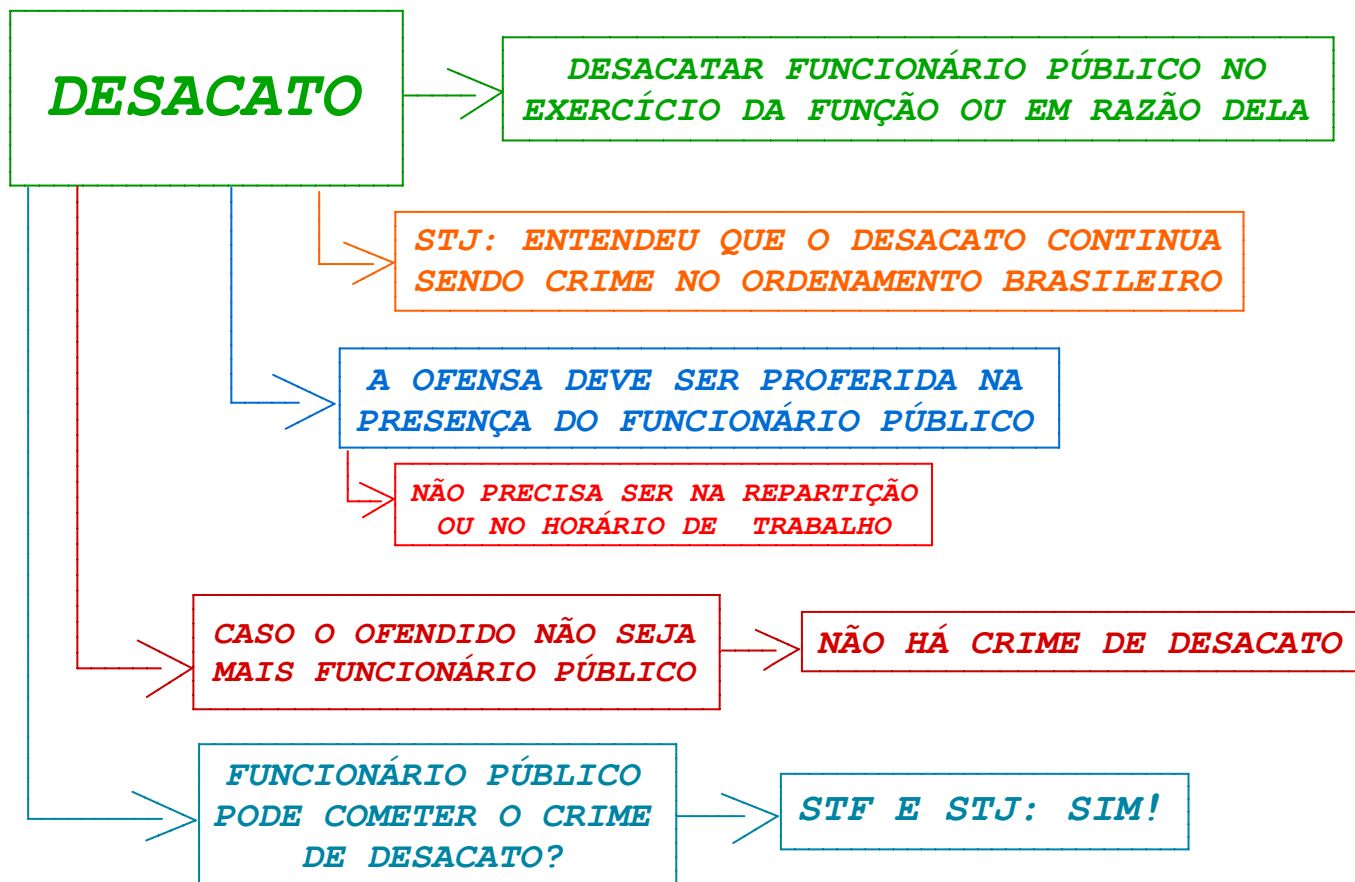 DESACATO
DESACATAR FUNCIONÁRIO PÚBLICO NO
EXERCÍCIO DA FUNÇÃO OU EM RAZÃO DELA
STJ: ENTENDEU QUE O DESACATO CONTINUA
SENDO CRIME NO ORDENAMENTO BRASILEIRO
A OFENSA DEVE SER PROFERIDA NA
PRESENÇA DO FUNCIONÁRIO PÚBLICO
NÃO PRECISA SER NA REPARTIÇÃO
OU NO HORÁRIO DE TRABALHO
CASO O OFENDIDO NÃO SEJA
MAIS FUNCIONÁRIO PÚBLICO
NÃO HÁ CRIME DE DESACATO
FUNCIONÁRIO PÚBLICO
PODE COMETER O CRIME
DE DESACATO?
STF E STJ: SIM!